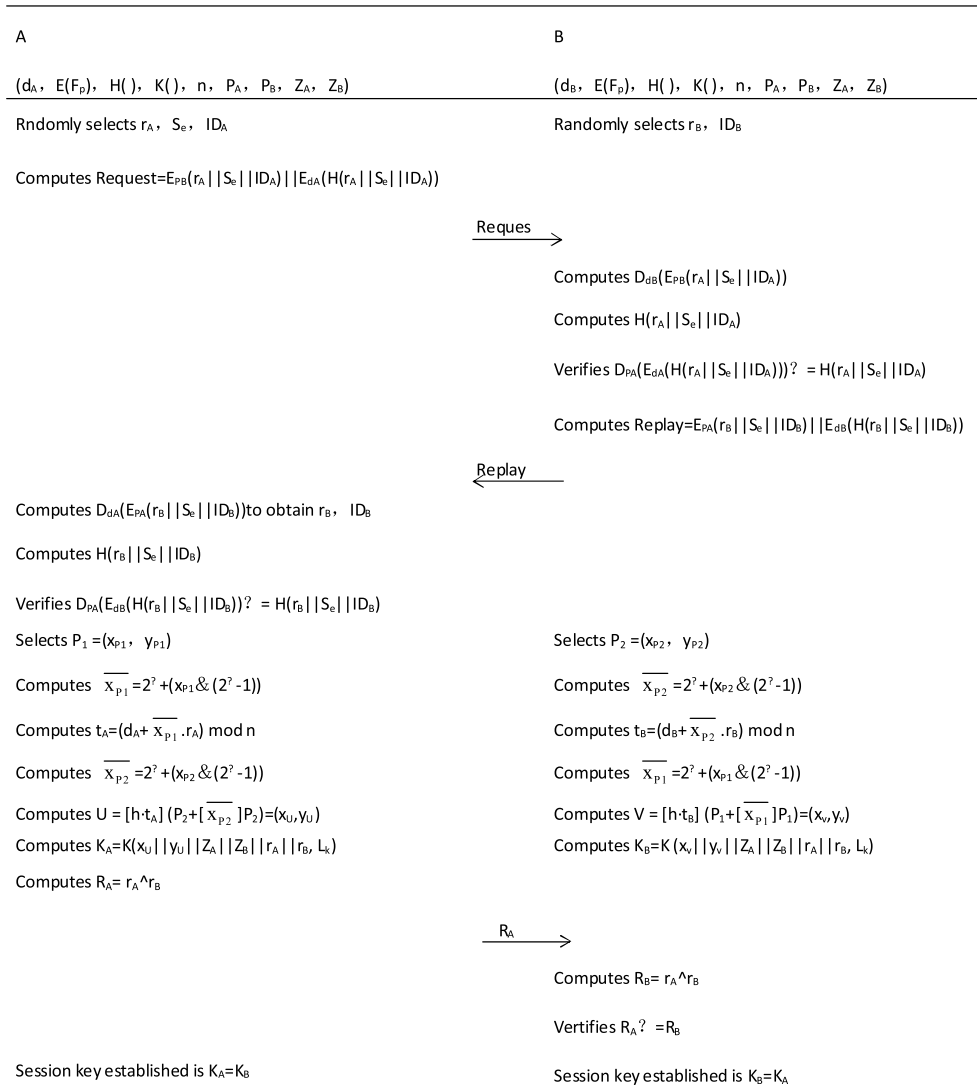 A B
(dA，E(Fp)，H( )，K( )，n，PA，PB，ZA，ZB) (dB，E(Fp)，H( )，K( )，n，PA，PB，ZA，ZB)
Rndomly selects rA，Se，IDA Randomly selects rB，IDB
Computes Request=EPB(rA||Se||IDA)||EdA(H(rA||Se||IDA))
Reques
Computes DdB(EPB(rA||Se||IDA))
Computes H(rA||Se||IDA)
Verifies DPA(EdA(H(rA||Se||IDA)))？= H(rA||Se||IDA)
Computes Replay=EPA(rB||Se||IDB)||EdB(H(rB||Se||IDB))
Replay
Computes DdA(EPA(rB||Se||IDB))to obtain rB，IDB
Computes H(rB||Se||IDB)
Verifies DPA(EdB(H(rB||Se||IDB))？= H(rB||Se||IDB)
Selects P1 =(xP1，yP1) Selects P2 =(xP2，yP2)
Computes x̅P1 =2?+(xP1&(2?-1)) Computes x̅P2 =2?+(xP2&(2?-1))
Computes tA=(dA+ x̅P1 .rA) mod n Computes tB=(dB+ x̅P2 .rB) mod n
Computes x̅P2 =2?+(xP2&(2?-1)) Computes x̅P1 =2?+(xP1&(2?-1))
Computes U = [h·tA] (P2+[ x̅P2 ]P2)=(xU,yU) Computes V = [h·tB] (P1+[ x̅P1 ]P1)=(xv,yv)
Computes KA=K(xU||yU||ZA||ZB||rA||rB, Lk) Computes KB=K (xv||yv||ZA||ZB||rA||rB, Lk)
Computes RA= rA^rB
RA
Computes RB= rA^rB
Vertifies RA？=RB
Session key established is KA=KB Session key established is KB=KA